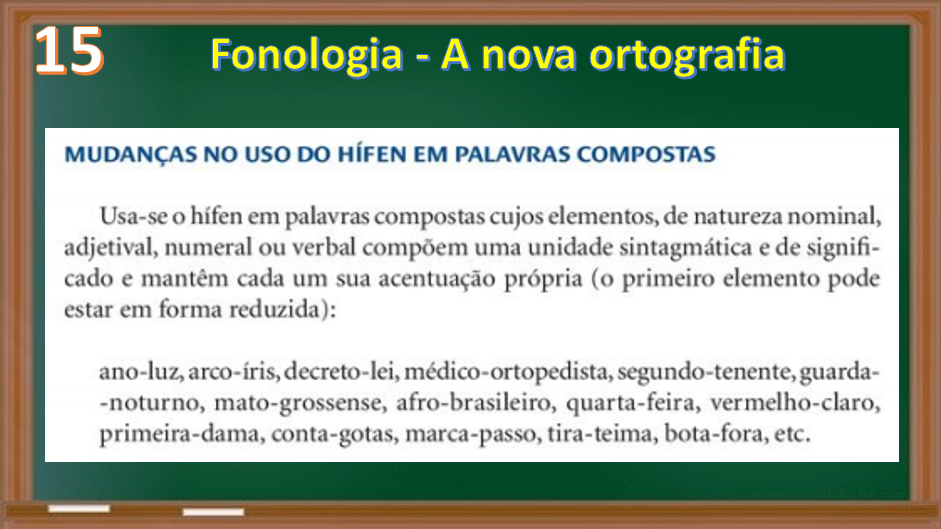 15
Fonologia - A nova ortografia
MUDANÇAS NO USO DO HÍFEN EM PALAVRAS COMPOSTAS
Usa-se o hífen em palavras compostas cujos elementos, de natureza nominal,
adjetival, numeral ou verbal compõem uma unidade sintagmática e de signifi-
cado e mantêm cada um sua acentuação própria (o primeiro elemento pode
estar em forma reduzida):
ano-luz, arco-íris, decreto-lei, médico-ortopedista, segundo-tenente, guarda-
-noturno, mato-grossense, afro-brasileiro, quarta-feira, vermelho-claro,
primeira-dama, conta-gotas, marca-passo, tira-teima, bota-fora, etc.